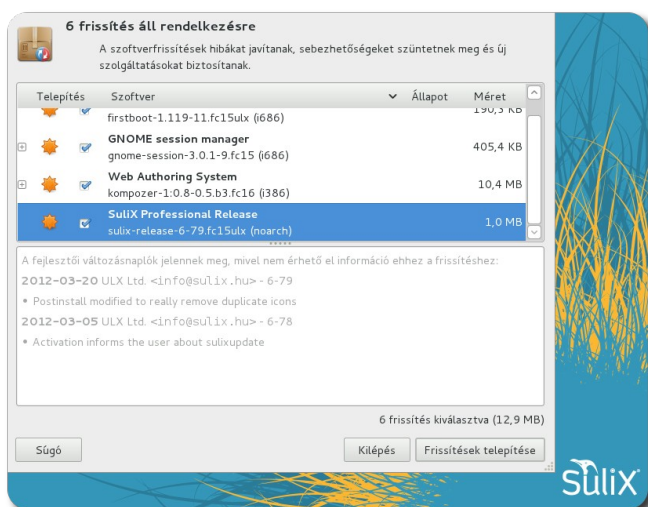 6 frissítés áll rendelkezésre
A szoftverfrissítések hibákat javítanak, sebezhetőségeket szüntetnek meg és új
szolgáltatásokat biztosítanak.
Telepítés Szoftver Állapot Méret
firstboot-1.119-11.fc15ulx (i686) 190,3 KB
GNOME session manager
gnome-session-3.0.1-9.fc15 (i686) 405,4 KB
Web Authoring System
kompozer-1:0.8-0.5.b3.fc16 (i386) 10,4 MB
SuliX Professional Release
sulix-release-6-79.fc15ulx (noarch) 1,0 MB
A fejlesztői változásnaplók jelennek meg, mivel nem érhető el információ ehhez a frissítéshez:
2012-03-20 ULX Ltd. <info@sulix.hu> - 6-79
• Postinstall modified to really remove duplicate icons
2012-03-05 ULX Ltd. <info@sulix.hu> - 6-78
• Activation informs the user about sulixupdate
6 frissítés kiválasztva (12,9 MB)
Súgó Kilépés Frissítések telepítése
SuliX